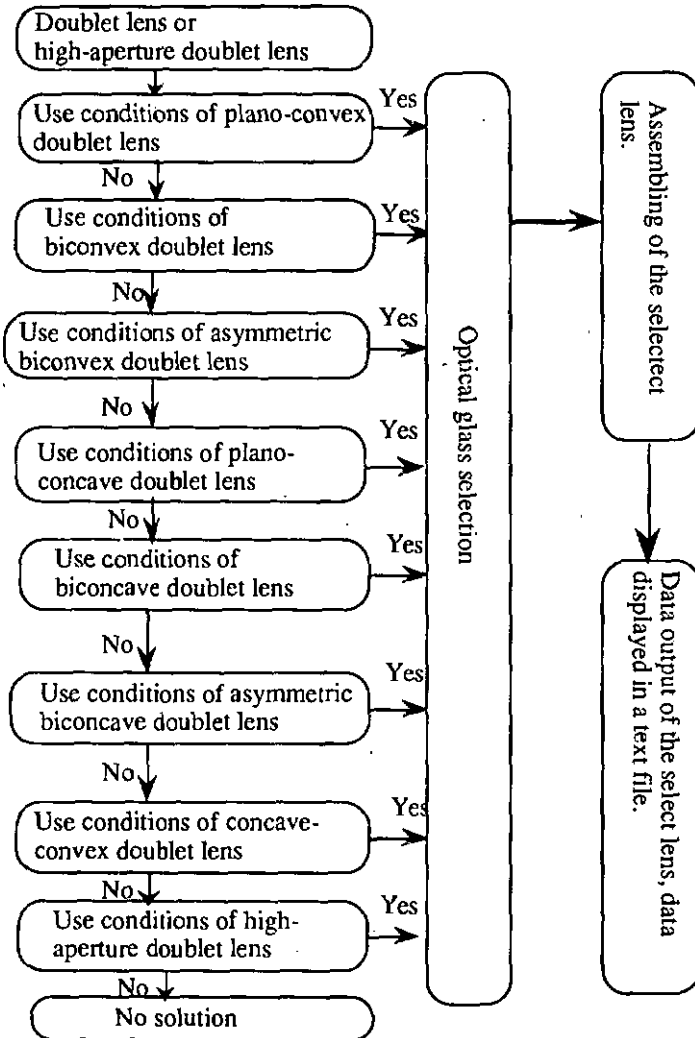 Doublet lens or
high-aperture doublet lens
Use conditions of plano-convex
doublet lens
Yes
No
Use conditions of
biconvex doublet lens
Yes
No
Use conditions of asymmetric
biconvex doublet lens
Yes
No
Use conditions of plano-
concave doublet lens
Yes
No
Use conditions of
biconcave doublet lens
Yes
No
Use conditions of asymmetric
biconcave doublet lens
Yes
No
Use conditions of concave-
convex doublet lens
Yes
No
Use conditions of high-
aperture doublet lens
Yes
No
No solution
Optical glass selection
Assembling of the selectect
lens.
Data output of the select lens, data
displayed in a text file.